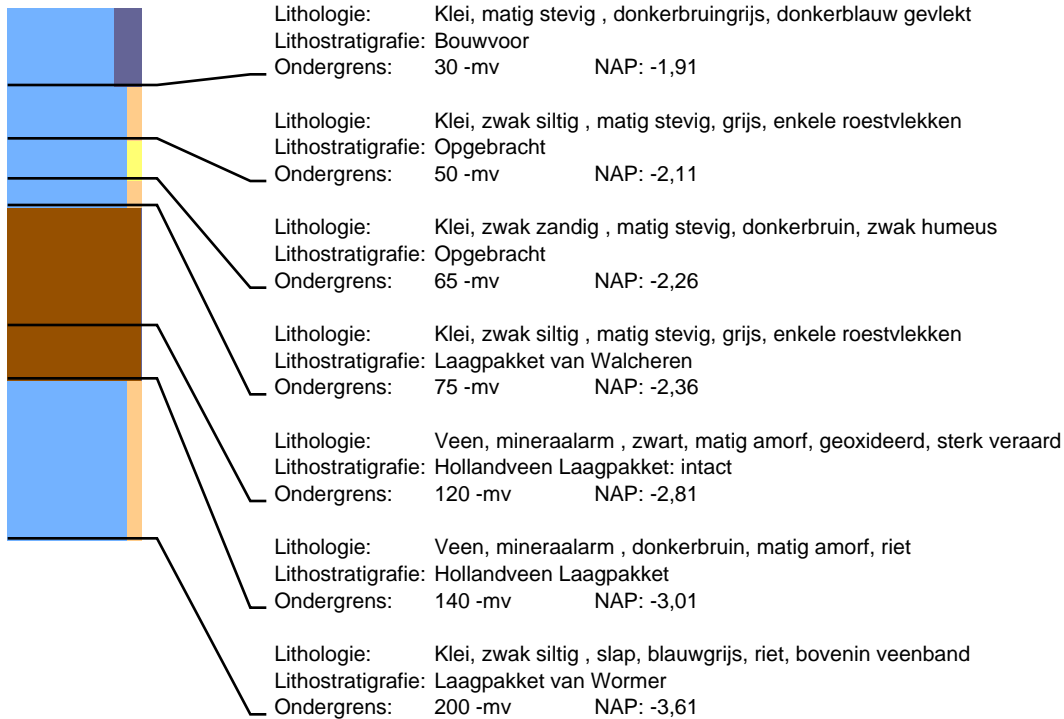 Lithologie: Klei, matig stevig , donkerbruingrijs, donkerblauw gevlekt
Lithostratigrafie: Bouwvoor
Ondergrens: 30 -mv NAP: -1,91
Lithologie: Klei, zwak siltig , matig stevig, grijs, enkele roestvlekken
Lithostratigrafie: Opgebracht
Ondergrens: 50 -mv NAP: -2,11
Lithologie: Klei, zwak zandig , matig stevig, donkerbruin, zwak humeus
Lithostratigrafie: Opgebracht
Ondergrens: 65 -mv NAP: -2,26
Lithologie: Klei, zwak siltig , matig stevig, grijs, enkele roestvlekken
Lithostratigrafie: Laagpakket van Walcheren
Ondergrens: 75 -mv NAP: -2,36
Lithologie: Veen, mineraalarm , zwart, matig amorf, geoxideerd, sterk veraard
Lithostratigrafie: Hollandveen Laagpakket: intact
Ondergrens: 120 -mv NAP: -2,81
Lithologie: Veen, mineraalarm , donkerbruin, matig amorf, riet
Lithostratigrafie: Hollandveen Laagpakket
Ondergrens: 140 -mv NAP: -3,01
Lithologie: Klei, zwak siltig , slap, blauwgrijs, riet, bovenin veenband
Lithostratigrafie: Laagpakket van Wormer
Ondergrens: 200 -mv NAP: -3,61